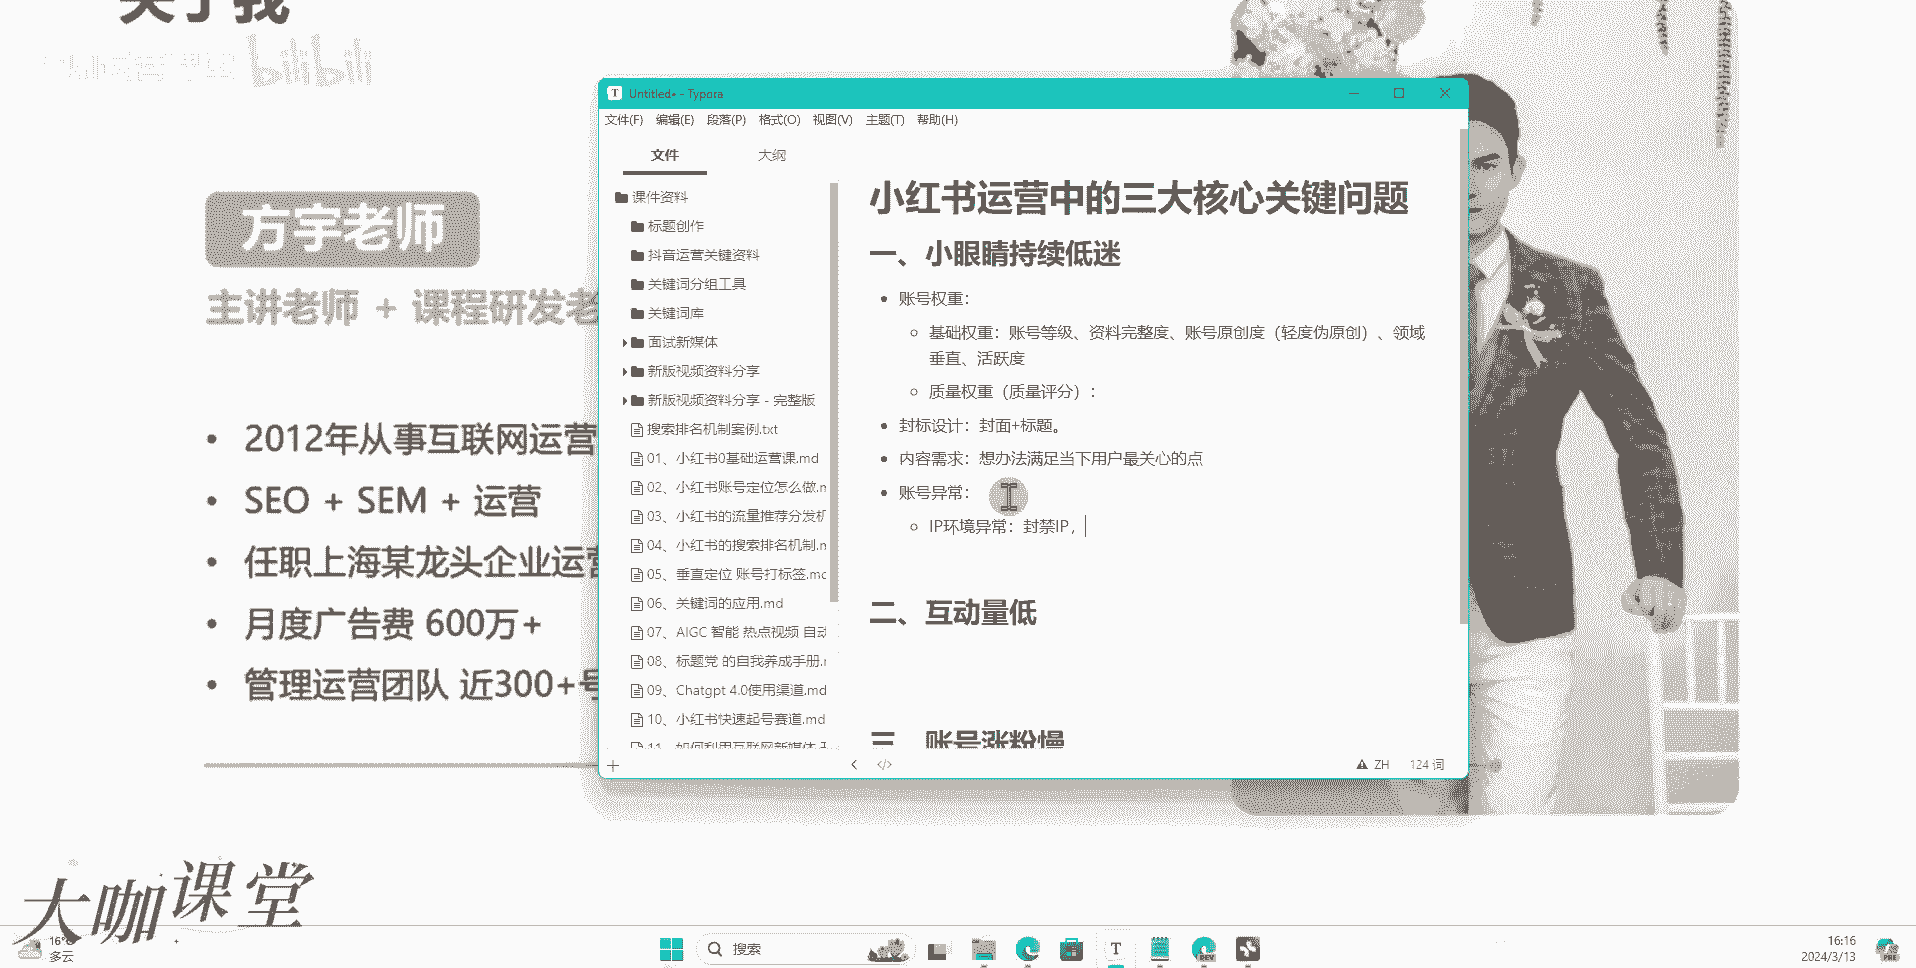 关于我
bilibili
方宇老师
主讲老师 + 课程研发老
2012年从事互联网运营
SEO + SEM + 运营
任职上海某龙头企业运营
月度广告费 600万+
管理运营团队 近300+号
Untitled• - Typora
文件(F) 编辑(E) 段落(P) 格式(O) 视图(V) 主题(T) 帮助(H)
文件 大纲
课件资料
标题创作
抖音运营关键资料
关键词分组工具
关键词库
面试新媒体
新版视频资料分享
新版视频资料分享 - 完整版
搜索排名机制案例.txt
01、小红书0基础运营课.md
02、小红书账号定位怎么做.m
03、小红书的流量推荐分发机
04、小红书的搜索排名机制.m
05、垂直定位 账号打标签.md
06、关键词的应用.md
07、AIGC 智能 热点视频 自动
08、标题党 的自我养成手册.m
09、Chatgpt 4.0使用渠道.md
10、小红书快速起号赛道.md
11、如何利用互联网新媒体
小红书运营中的三大核心关键问题
一、小眼睛持续低迷
账号权重：
基础权重：账号等级、资料完整度、账号原创度（轻度伪原创）、领域
垂直、活跃度
质量权重（质量评分）：
封标设计：封面+标题。
内容需求：想办法满足当下用户最关心的点
账号异常：
IP环境异常：封禁IP，
二、互动量低
三、账号涨粉慢
ZH 124 词
大咖课堂
16°C
多云
搜索
T
DEV
16:16
2024/3/13
PRE